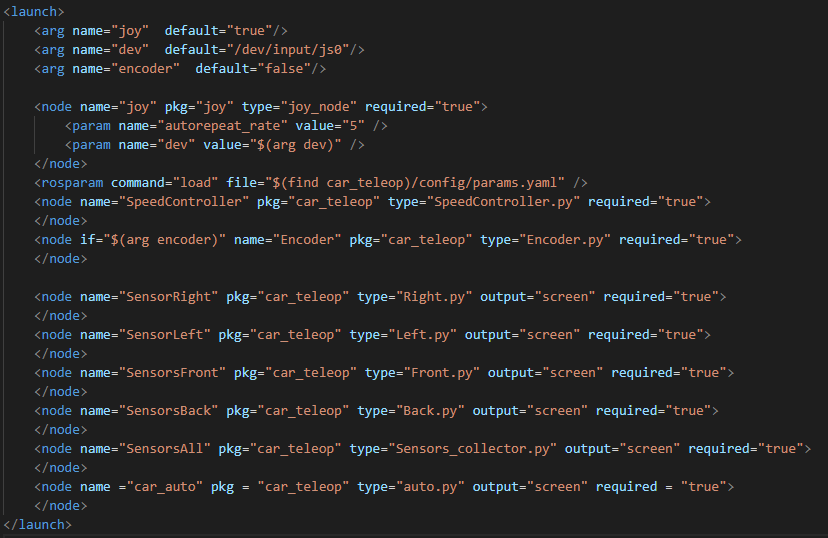 <launch>
    <arg name="joy"  default="true"/>
    <arg name="dev"  default="/dev/input/js0"/>
    <arg name="encoder"  default="false"/>

    <node name="joy" pkg="joy" type="joy_node" required="true">
        <param name="autorepeat_rate" value="5" />
        <param name="dev" value="$(arg dev)" />
    </node>
    <rosparam command="load" file="$(find car_teleop)/config/params.yaml" />
    <node name="SpeedController" pkg="car_teleop" type="SpeedController.py" required="true">
    </node>
    <node if="$(arg encoder)" name="Encoder" pkg="car_teleop" type="Encoder.py" required="true">
    </node>

    <node name="SensorRight" pkg="car_teleop" type="Right.py" output="screen" required="true">
    </node>
    <node name="SensorLeft" pkg="car_teleop" type="Left.py" output="screen" required="true">
    </node>
    <node name="SensorsFront" pkg="car_teleop" type="Front.py" output="screen" required="true">
    </node>
    <node name="SensorsBack" pkg="car_teleop" type="Back.py" output="screen" required="true">
    </node>
    <node name="SensorsAll" pkg="car_teleop" type="Sensors_collector.py" output="screen" required="true">
    </node>
    <node name ="car_auto" pkg = "car_teleop" type="auto.py" output="screen" required = "true">
    </node>
</launch>